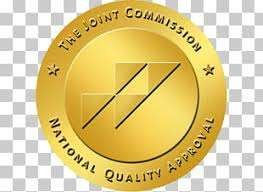 THE JOINT COMMISSION
NATIONAL QUALITY APPROVAL